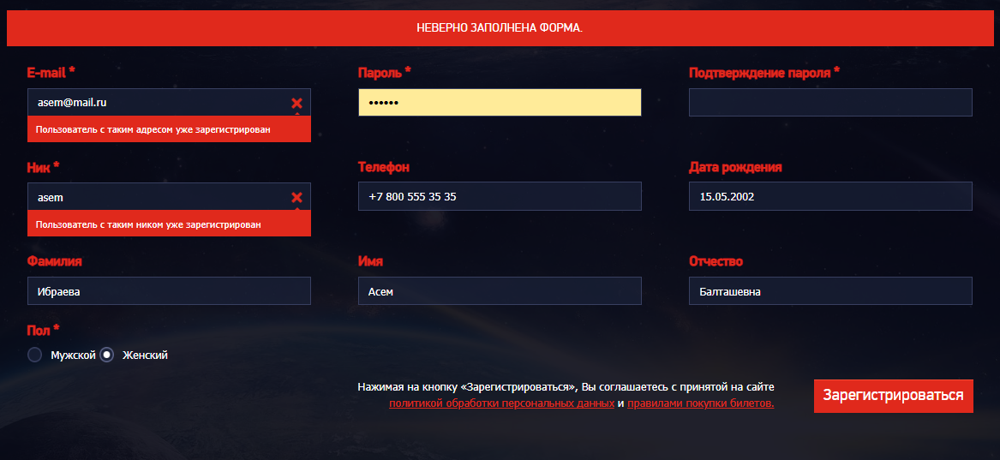 НЕВЕРНО ЗАПОЛНЕНА ФОРМА.
E-mail * Пароль * Подтверждение пароля *
asem@mail.ru ••••••
Пользователь с таким адресом уже зарегистрирован
Ник * Телефон Дата рождения
asem +7 800 555 35 35 15.05.2002
Пользователь с таким ником уже зарегистрирован
Фамилия Имя Отчество
Ибраева Асем Балташевна
Пол *
Мужской Женский
Нажимая на кнопку «Зарегистрироваться», Вы соглашаетесь с принятой на сайте
политикой обработки персональных данных и правилами покупки билетов.
Зарегистрироваться